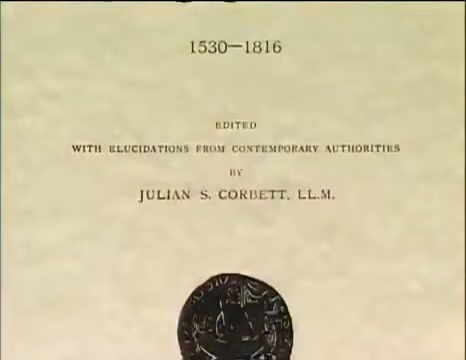 1530—1816
EDITED
WITH ELUCIDATIONS FROM CONTEMPORARY AUTHORITIES
BY
JULIAN S. CORBETT, LL.M.